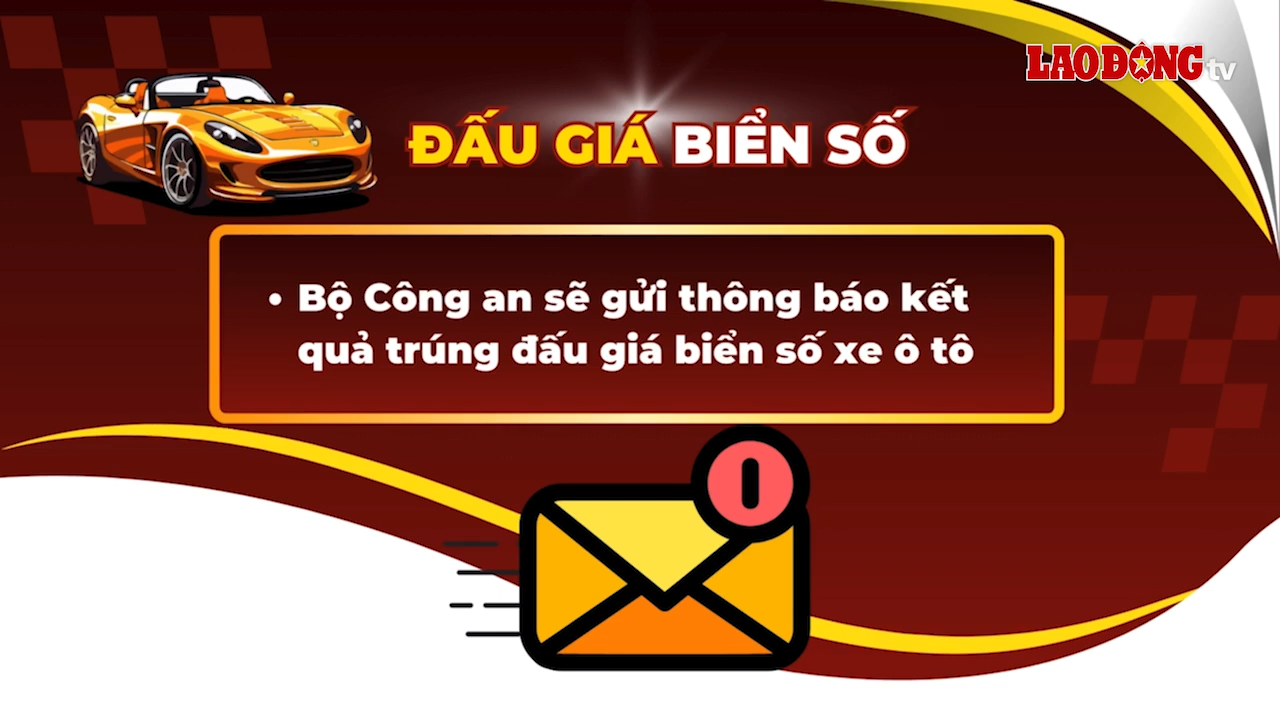 LAO ĐỘNG tv
ĐẤU GIÁ BIỂN SỐ
• Bộ Công an sẽ gửi thông báo kết
quả trúng đấu giá biển số xe ô tô